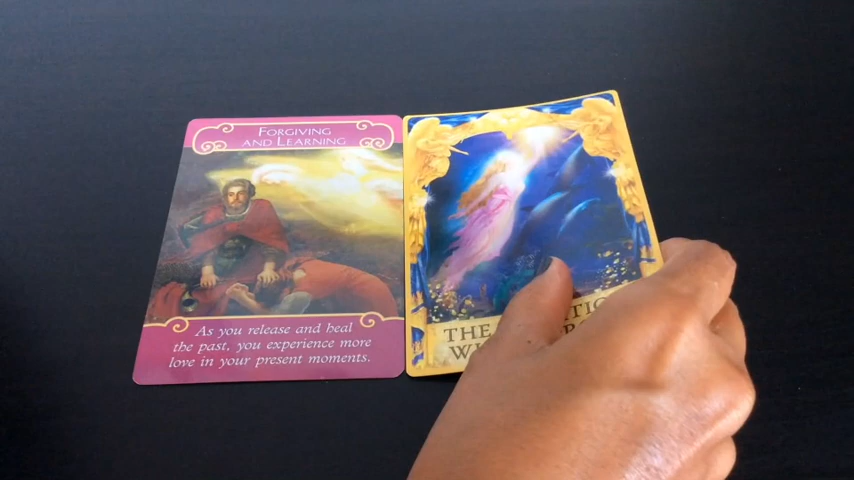 FORGIVING
AND LEARNING
As you release and heal
the past, you experience more
love in your present moments.
THE